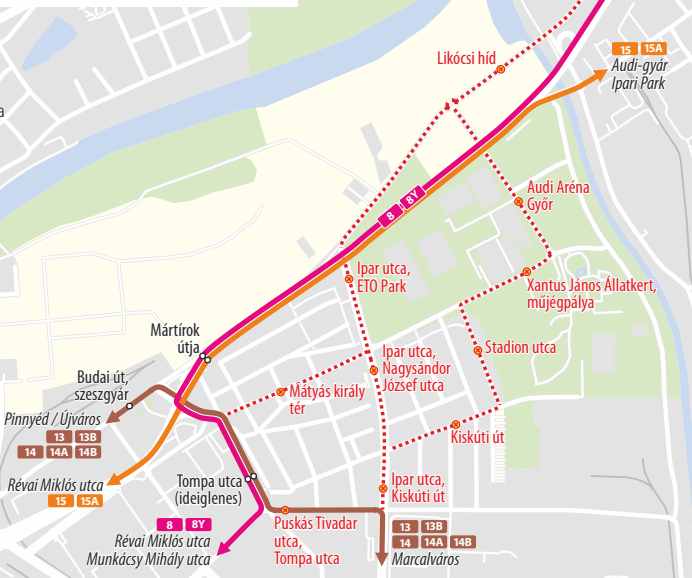 Likócsi híd
15 15A
Audi-gyár
Ipari Park
a
Audi Aréna
Győr
8 8Y
Ipar utca,
ETO Park
Xantus János Állatkert,
műjégpálya
Mártírok
útja
Stadion utca
Ipar utca,
Nagysándor
József utca
Budai út,
szeszgyár
Mátyás király
tér
Pinnyéd / Újváros
13 13B
14 14A 14B
Kiskúti út
Révai Miklós utca
15 15A
Tompa utca
(ideiglenes)
Ipar utca,
Kiskúti út
8 8Y
Révai Miklós utca
Munkácsy Mihály utca
Puskás Tivadar
utca,
Tompa utca
13 13B
14 14A 14B
Marcalváros